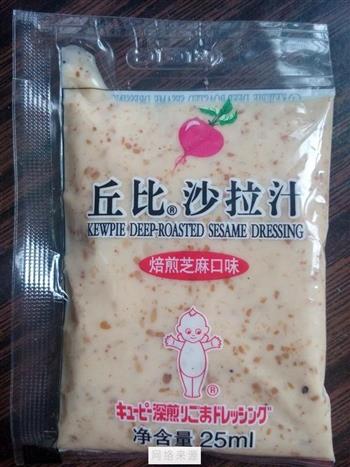 丘比®沙拉汁
KEWPIE DEEP-ROASTED SESAME DRESSING
焙煎芝麻口味
®
キューピー深煎りごまドレッシング
净含量 25ml
网络来源